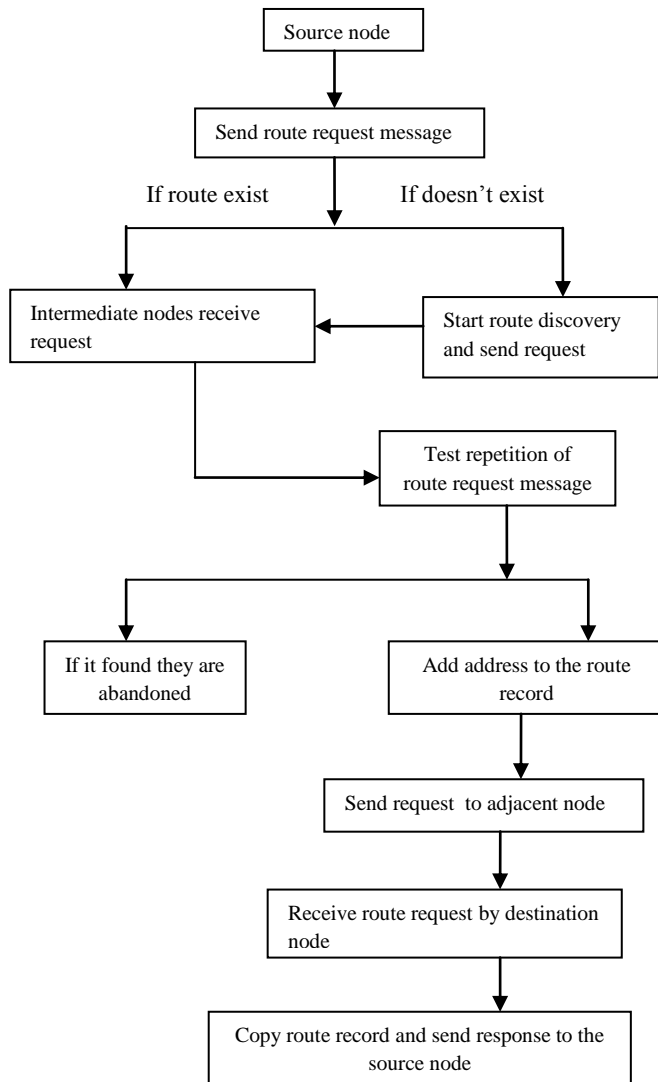 Source node
Send route request message
If route exist
If doesn’t exist
Intermediate nodes receive
request
Start route discovery
and send request
Test repetition of
route request message
If it found they are
abandoned
Add address to the route
record
Send request  to adjacent node
Receive route request by destination
node
Copy route record and send response to the
source node